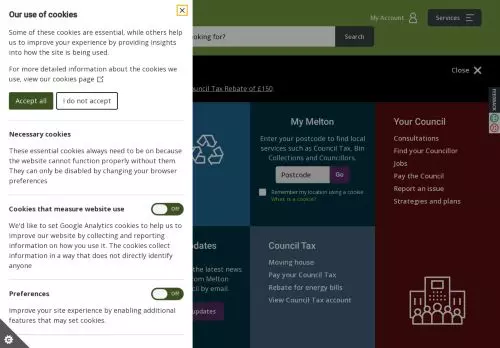 Our use of cookies
Some of these cookies are essential, while others help
us to improve your experience by providing insights
into how the site is being used.
For more detailed information about the cookies we
use, view our cookies page
Accept all
I do not accept
Necessary cookies
These essential cookies always need to be on because
the website cannot function properly without them.
They can only be disabled by changing your browser
preferences
Cookies that measure website use
Off
We'd like to set Google Analytics cookies to help us to
improve our website by collecting and reporting
information on how you use it. The cookies collect
information in a way that does not directly identify
anyone
Preferences
Off
Improve your site experience by enabling additional
features that may set cookies.
My Account
Services
oking for?
Search
Close
ouncil Tax Rebate of £150
FEEDBACK
My Melton
Enter your postcode to find local
services such as Council Tax, Bin
Collections and Councillors.
Postcode
Go
Remember my location using a cookie
What is a cookie?
Your Council
Consultations
Find your Councillor
Jobs
Pay the Council
Report an issue
Strategies and plans
pdates
the latest news
om Melton
cil by email.
updates
Council Tax
Moving house
Pay your Council Tax
Rebate for energy bills
View Council Tax account